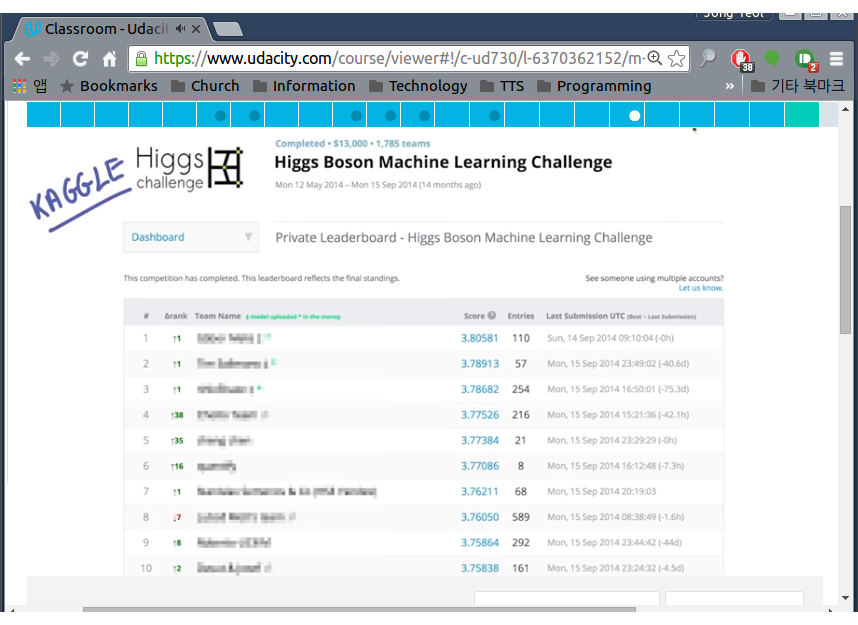 Jong Yeol
Classroom - Udacit
https://www.udacity.com/course/viewer#!/c-ud730/l-6370362152/m-
38
2
앱 Bookmarks Church Information Technology TTS Programming » 기타 북마크
KAGGLE
Higgs
challenge
Completed • $13,000 • 1,785 teams
Higgs Boson Machine Learning Challenge
Mon 12 May 2014 – Mon 15 Sep 2014 (14 months ago)
Dashboard
Private Leaderboard - Higgs Boson Machine Learning Challenge
This competition has completed. This leaderboard reflects the final standings.
See someone using multiple accounts?
Let us know.
# Δrank Team Name ‡ model uploaded * in the money Score Entries Last Submission UTC (Best – Last Submission)
1 ↑1 3.80581 110 Sun, 14 Sep 2014 09:10:04 (-0h)
2 ↑1 3.78913 57 Mon, 15 Sep 2014 23:49:02 (-40.6d)
3 ↑1 3.78682 254 Mon, 15 Sep 2014 16:50:01 (-75.3d)
4 ↑38 3.77526 216 Mon, 15 Sep 2014 15:21:36 (-42.1h)
5 ↑35 3.77384 21 Mon, 15 Sep 2014 23:29:29 (-0h)
6 ↑16 3.77086 8 Mon, 15 Sep 2014 16:12:48 (-7.3h)
7 ↑1 3.76211 68 Mon, 15 Sep 2014 20:19:03
8 ↓7 3.76050 589 Mon, 15 Sep 2014 08:38:49 (-1.6h)
9 ↑8 3.75864 292 Mon, 15 Sep 2014 23:44:42 (-44d)
10 ↑2 3.75838 161 Mon, 15 Sep 2014 23:24:32 (-4.5d)